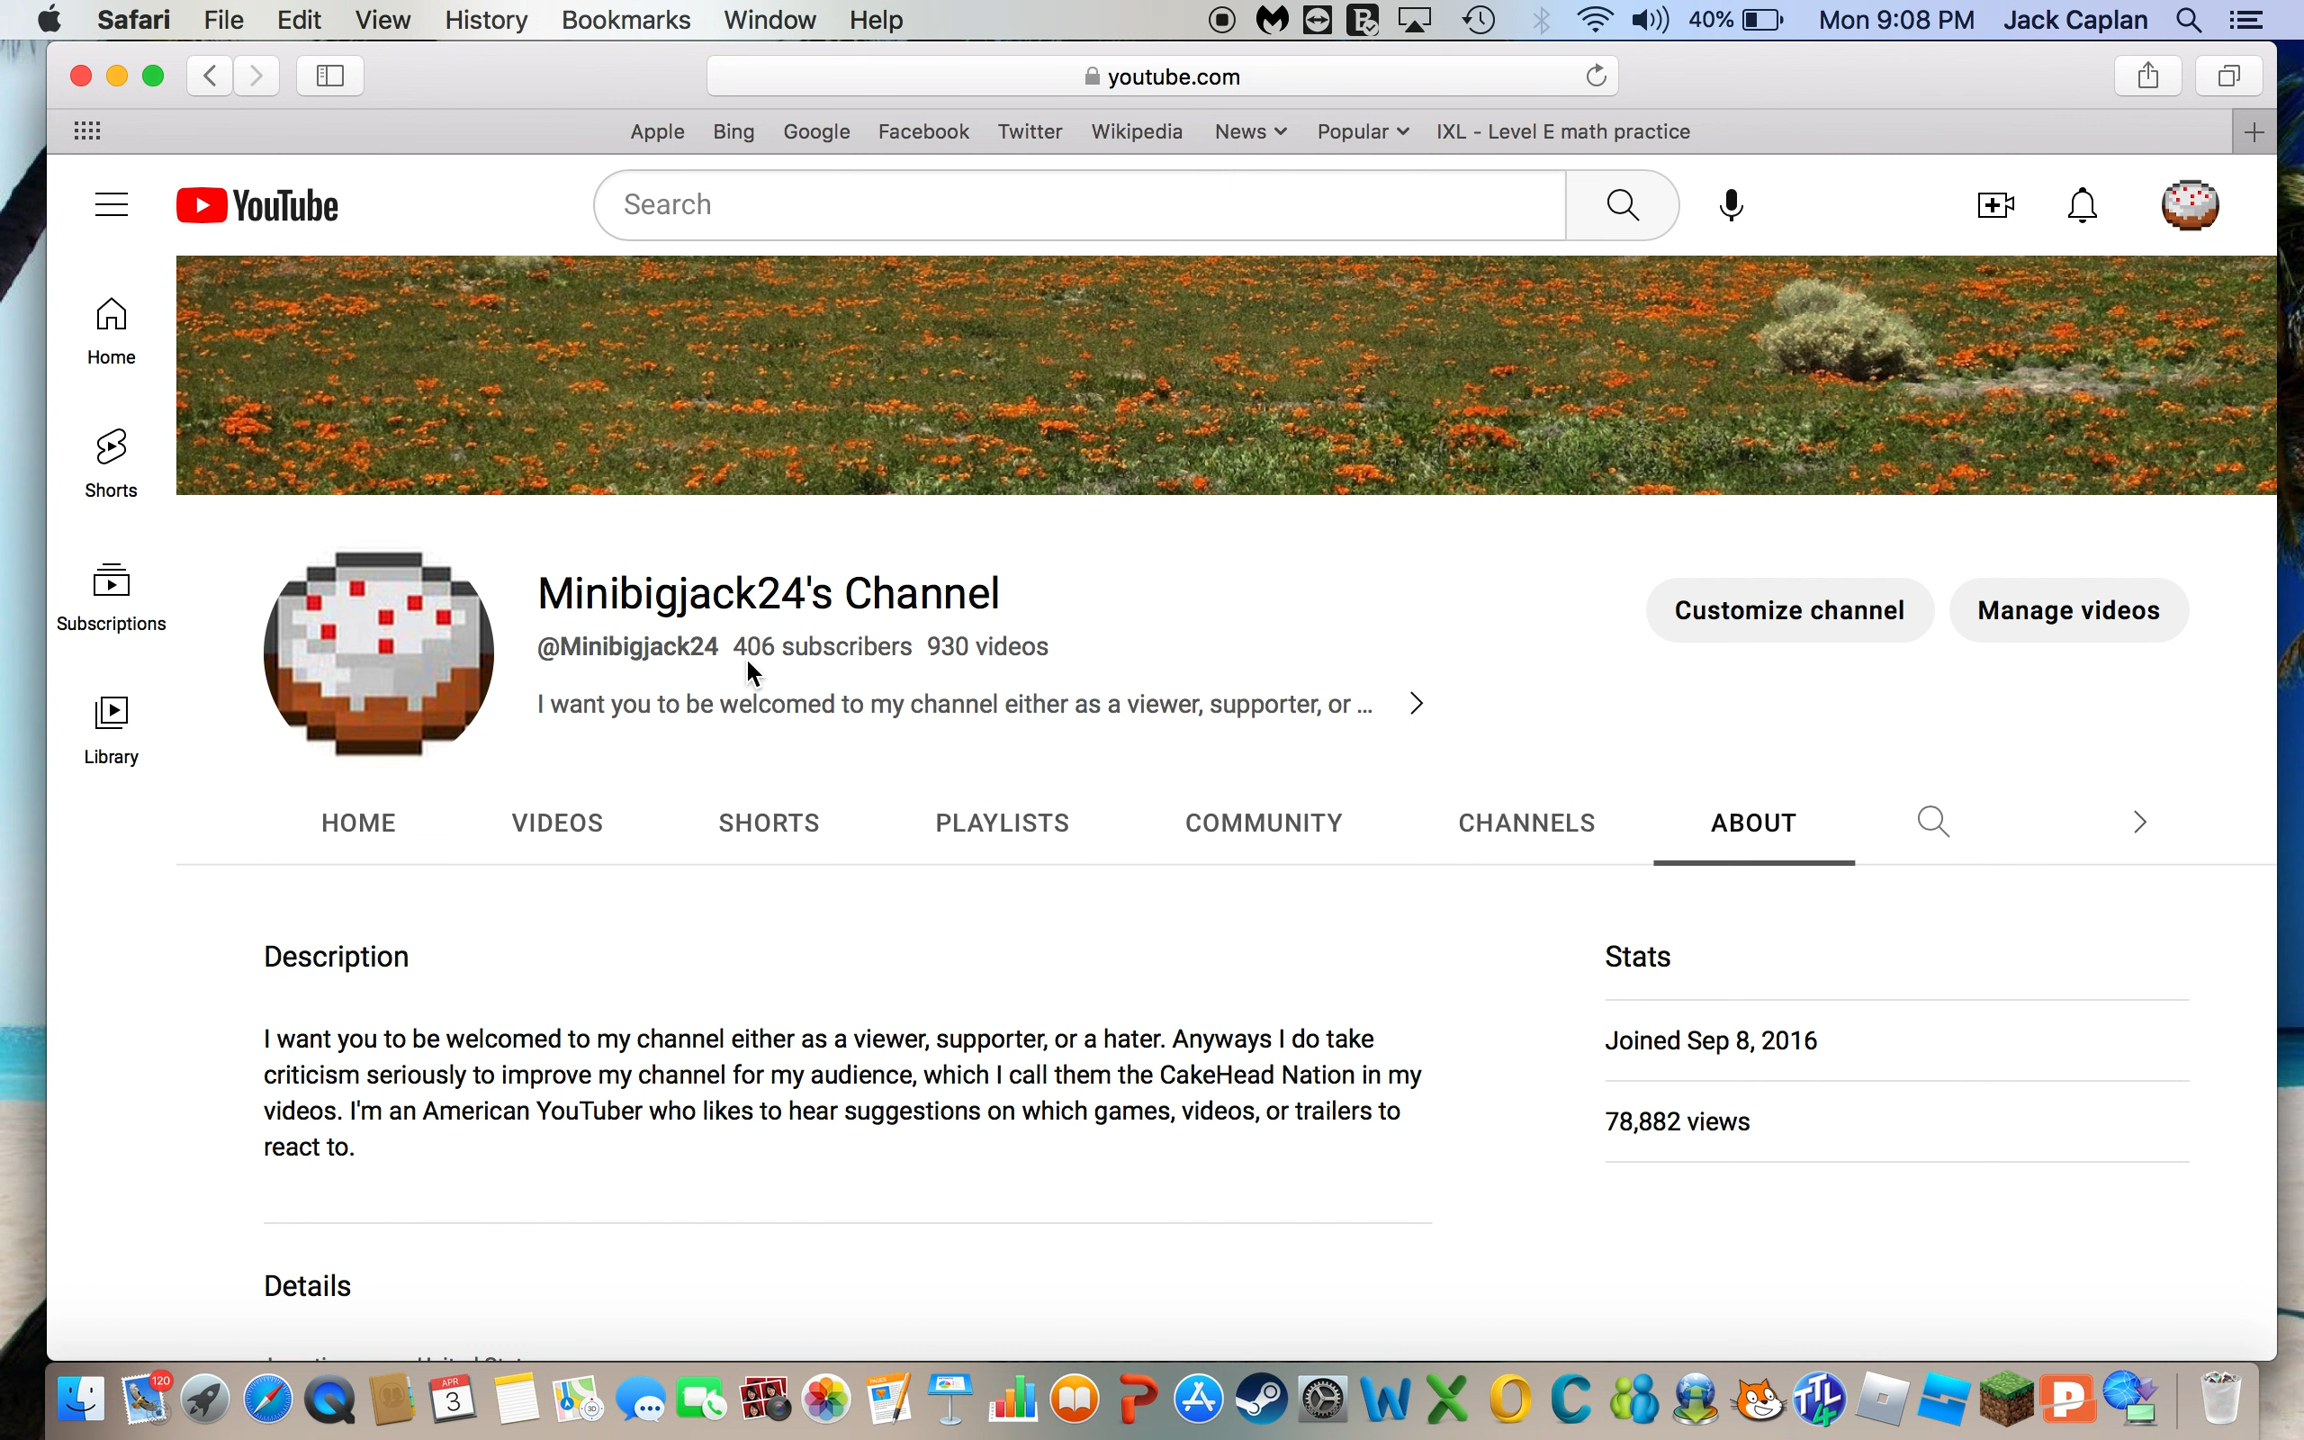 Safari File Edit View History Bookmarks Window Help 40% Mon 9:08 PM Jack Caplan
youtube.com
Apple Bing Google Facebook Twitter Wikipedia News Popular IXL - Level E math practice
YouTube Search
Home
Shorts
Subscriptions
Library
Minibigjack24's Channel
@Minibigjack24 406 subscribers 930 videos
I want you to be welcomed to my channel either as a viewer, supporter, or ...
Customize channel Manage videos
HOME VIDEOS SHORTS PLAYLISTS COMMUNITY CHANNELS ABOUT
Description
I want you to be welcomed to my channel either as a viewer, supporter, or a hater. Anyways I do take
criticism seriously to improve my channel for my audience, which I call them the CakeHead Nation in my
videos. I'm an American YouTuber who likes to hear suggestions on which games, videos, or trailers to
react to.
Stats
Joined Sep 8, 2016
78,882 views
Details
120
APR
3
3D
TTL
4